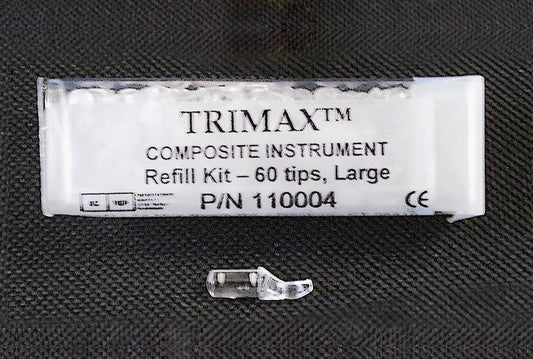 TRIMAX™
COMPOSITE INSTRUMENT
Refill Kit – 60 tips, Large
P/N 110004
CE